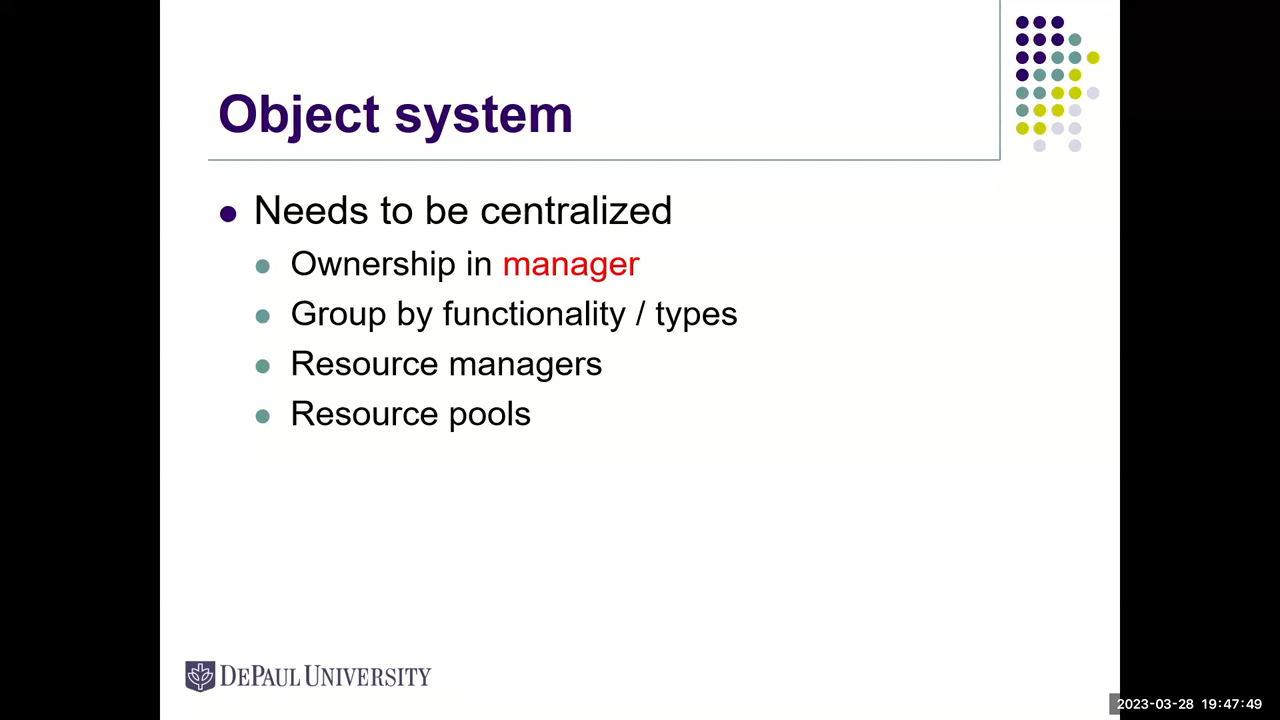 Object system
Needs to be centralized
Ownership in manager
Group by functionality / types
Resource managers
Resource pools
DEPAUL UNIVERSITY
2023-03-28 19:47:49